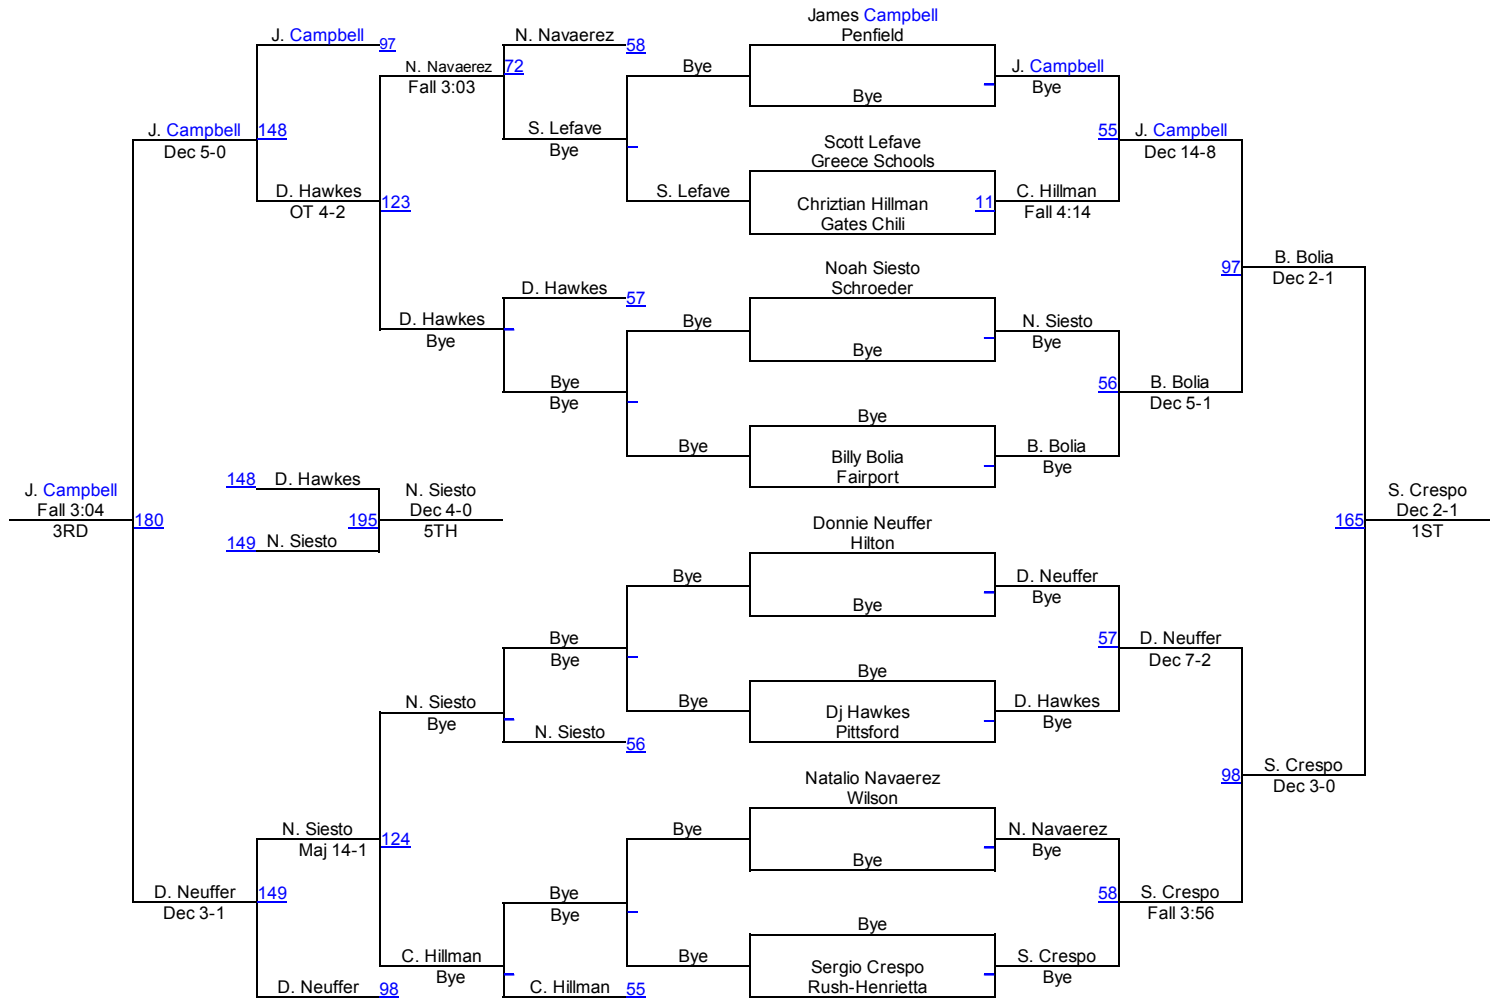 James Campbell
Penfield
J. Campbell
97
N. Navaerez
58
N. Navaerez
72
Fall 3:03
Bye
J. Campbell
Bye
Bye
J. Campbell
148
Dec 5-0
S. Lefave
Bye
55
J. Campbell
Dec 14-8
Scott Lefave
Greece Schools
D. Hawkes
OT 4-2
123
S. Lefave
Chriztian Hillman
Gates Chili
11
C. Hillman
Fall 4:14
97
B. Bolia
Dec 2-1
Noah Siesto
Schroeder
D. Hawkes
57
D. Hawkes
Bye
Bye
N. Siesto
Bye
Bye
Bye
Bye
56
B. Bolia
Dec 5-1
Bye
Bye
Billy Bolia
Fairport
B. Bolia
Bye
148
D. Hawkes
J. Campbell
Fall 3:04
3RD
180
195
N. Siesto
Dec 4-0
5TH
149
N. Siesto
165
S. Crespo
Dec 2-1
1ST
Donnie Neuffer
Hilton
Bye
D. Neuffer
Bye
Bye
Bye
Bye
57
D. Neuffer
Dec 7-2
Bye
N. Siesto
Bye
Bye
Dj Hawkes
Pittsford
D. Hawkes
Bye
N. Siesto
56
98
S. Crespo
Dec 3-0
Natalio Navaerez
Wilson
N. Siesto
Maj 14-1
124
Bye
N. Navaerez
Bye
Bye
D. Neuffer
149
Dec 3-1
Bye
Bye
58
S. Crespo
Fall 3:56
Bye
C. Hillman
Bye
Bye
Sergio Crespo
Rush-Henrietta
S. Crespo
Bye
D. Neuffer
98
C. Hillman
55